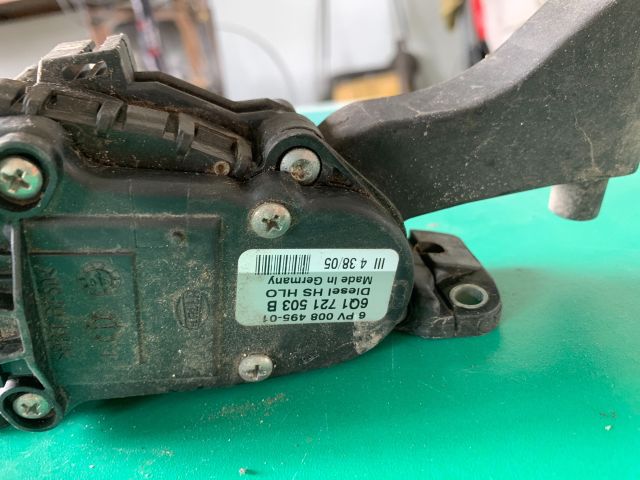 6 PV 008 495-01
6Q1 721 503 B
Diesel HS HLO
Made in Germany
III 4 38/05